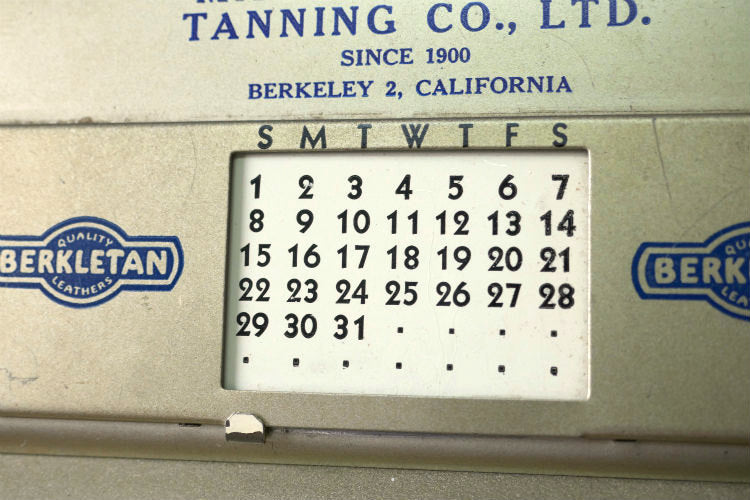 TANNING CO., LTD.
SINCE 1900
BERKELEY 2, CALIFORNIA
S M T W T F S
1 2 3 4 5 6 7
8 9 10 11 12 13 14
15 16 17 18 19 20 21
22 23 24 25 26 27 28
29 30 31 . . . .
. . . . . . .
QUALITY
BERKLETAN
LEATHERS
BERK